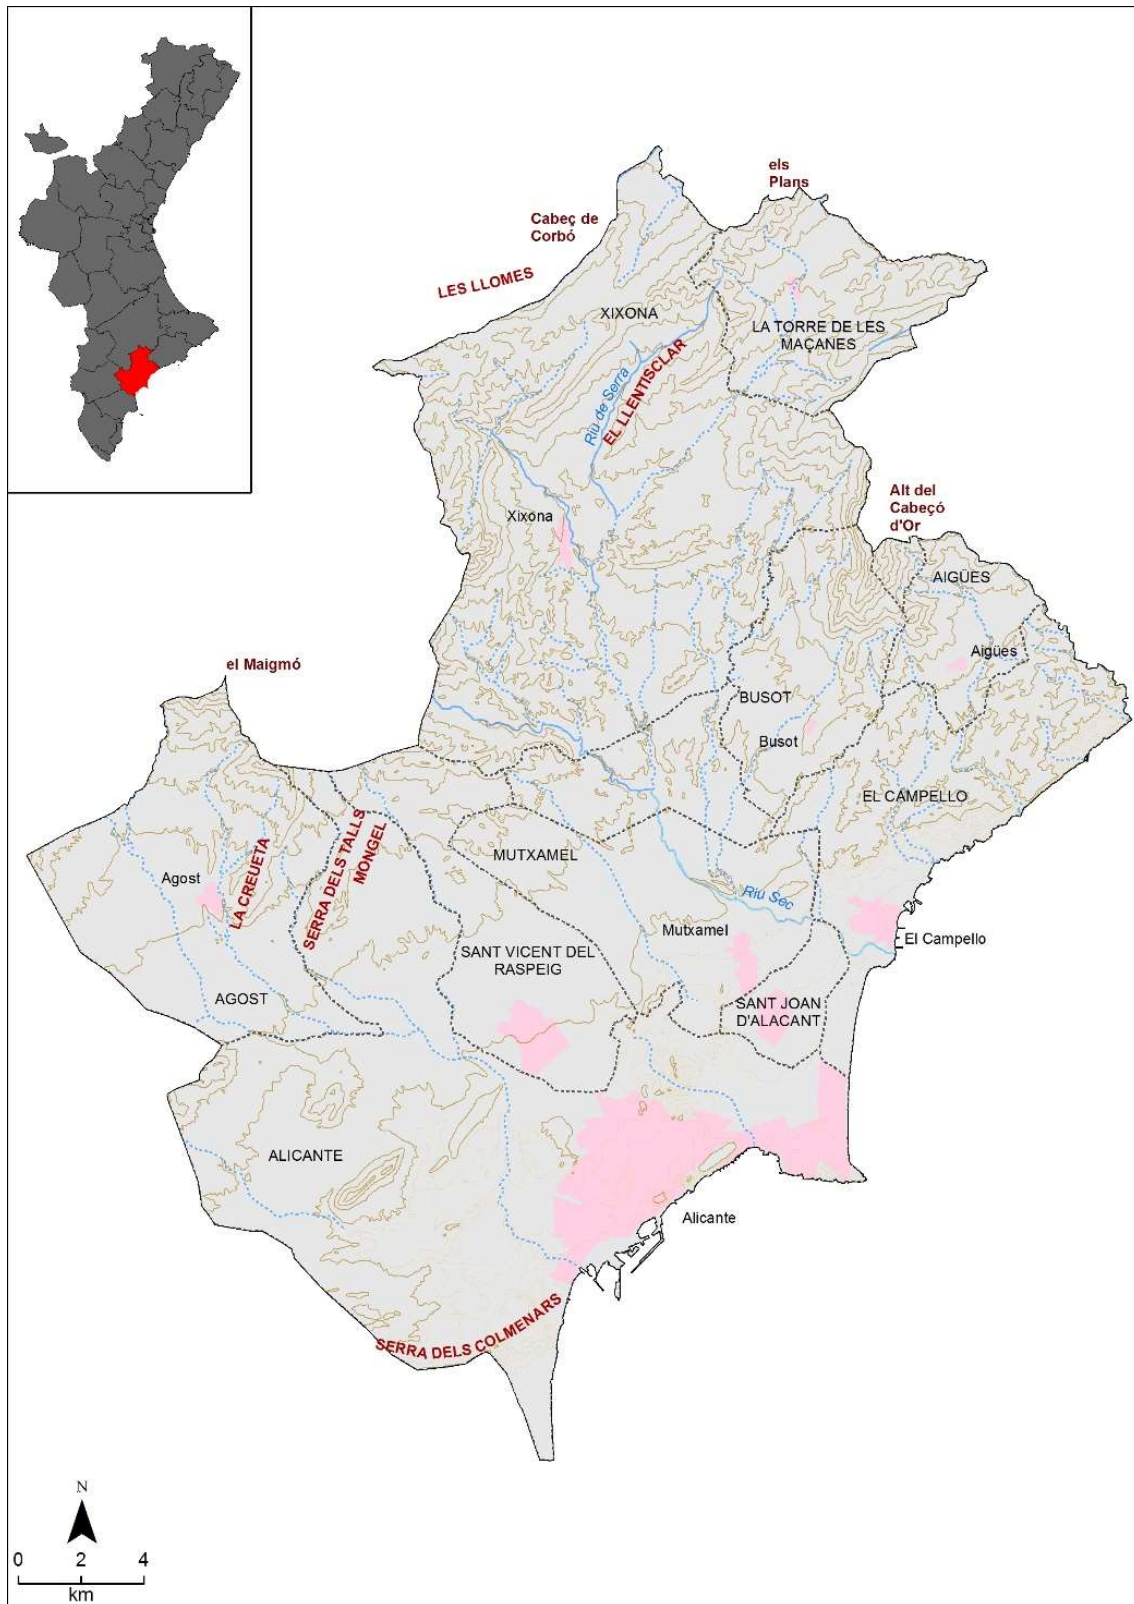 els
Plans
Cabeç de
Corbó
LES LLOMES
XIXONA
LA TORRE DE LES
MAÇANES
Riu de Serra
EL LLENTISCLAR
Alt del
Cabeçó
d'Or
Xixona
AIGÜES
Aigües
el Maigmó
BUSOT
Busot
EL CAMPELLO
SERRA DELS TALLS
MONGEL
LA CREUETA
MUTXAMEL
Agost
Riu Sec
Mutxamel
El Campello
SANT VICENT DEL
RASPEIG
AGOST
SANT JOAN
D'ALACANT
ALICANTE
Alicante
SERRA DELS COLMENARS
N
0 2 4
km